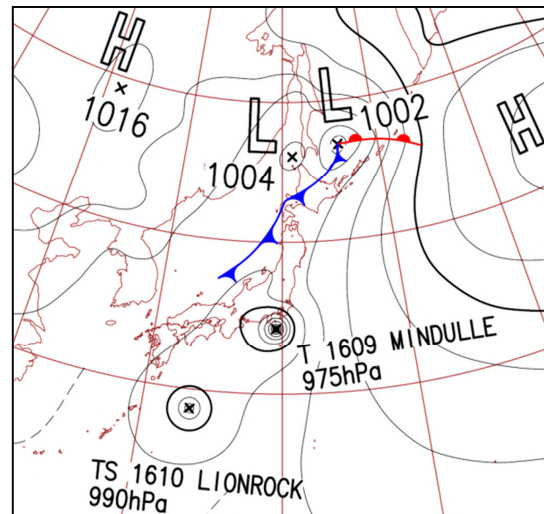 H
1016
L
1004
L
1002
H
T 1609 MINDULLE
975hPa
TS 1610 LIONROCK
990hPa